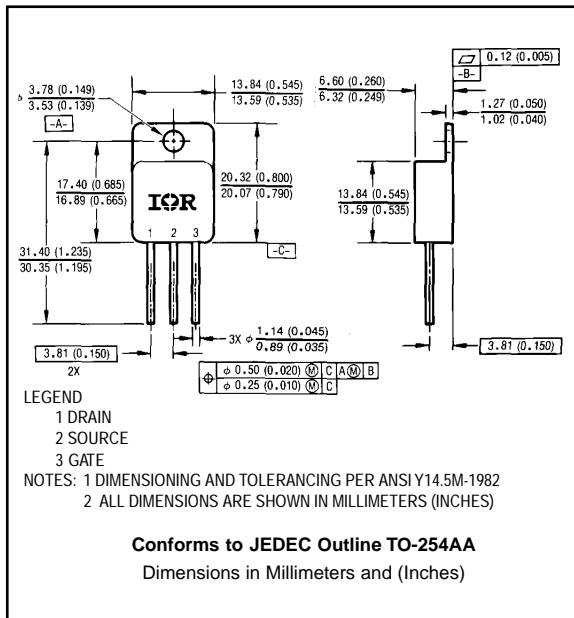 0.12 (0.005)
-B-
3.78 (0.149)
3.53 (0.139)
13.84 (0.545)
13.59 (0.535)
6.60 (0.260)
6.32 (0.249)
1.27 (0.050)
1.02 (0.040)
-A-
17.40 (0.685)
16.89 (0.665)
IOR
20.32 (0.800)
20.07 (0.790)
13.84 (0.545)
13.59 (0.535)
1 2 3
-C-
31.40 (1.235)
30.35 (1.195)
3X ϕ 1.14 (0.045)
0.89 (0.035)
3.81 (0.150)
2X
3.81 (0.150)
ϕ 0.50 (0.020) Ⓜ C AⓂ B
ϕ 0.25 (0.010) Ⓜ C
LEGEND
1 DRAIN
2 SOURCE
3 GATE
NOTES: 1 DIMENSIONING AND TOLERANCING PER ANSI Y14.5M-1982
2 ALL DIMENSIONS ARE SHOWN IN MILLIMETERS (INCHES)
Conforms to JEDEC Outline TO-254AA
Dimensions in Millimeters and (Inches)